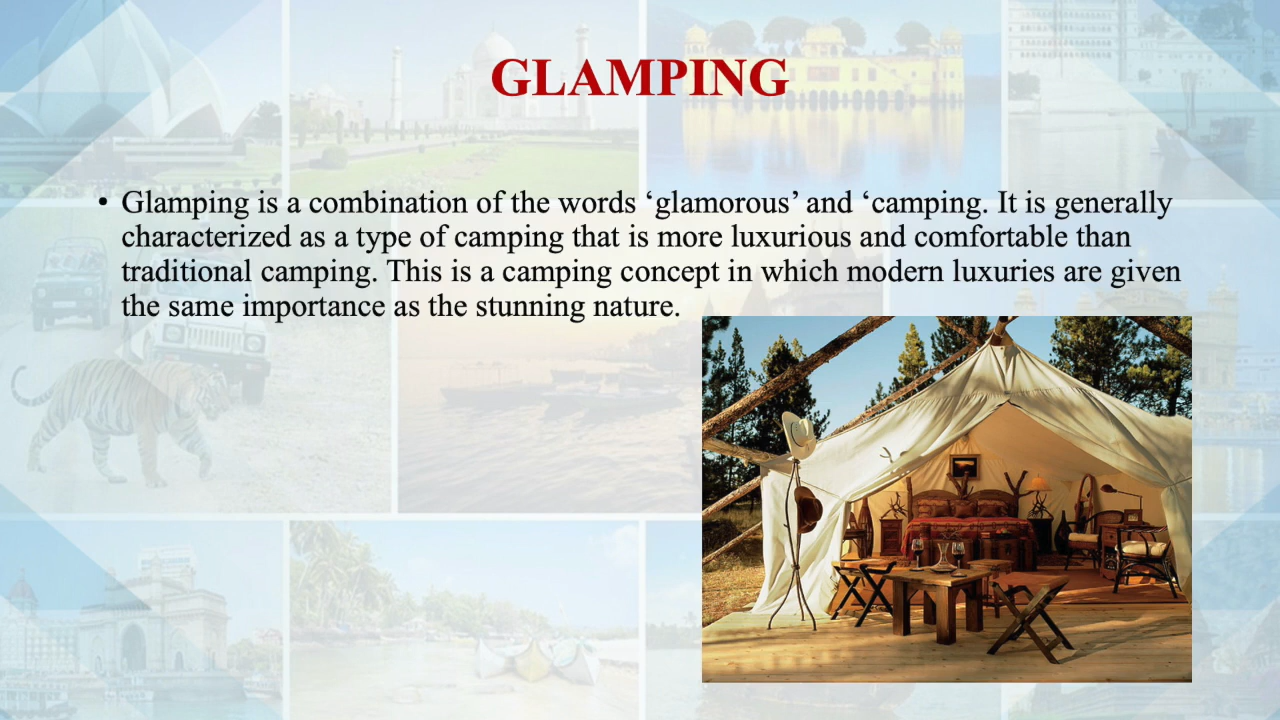 GLAMPING
• Glamping is a combination of the words ‘glamorous’ and ‘camping. It is generally
characterized as a type of camping that is more luxurious and comfortable than
traditional camping. This is a camping concept in which modern luxuries are given
the same importance as the stunning nature.